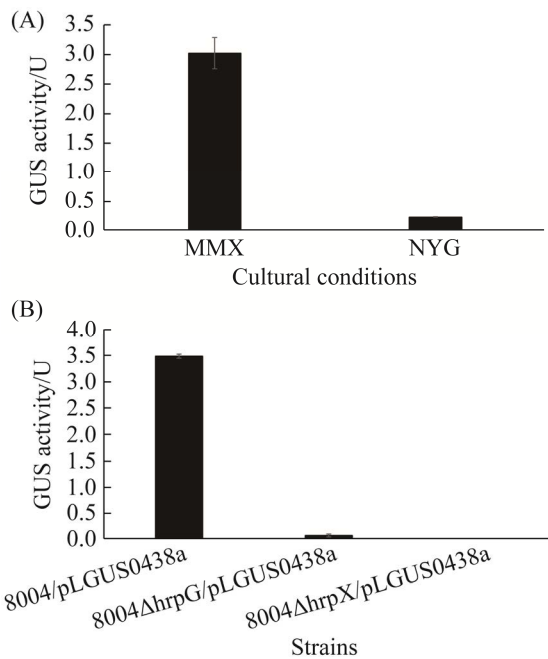 (A)
GUS activity/U
3.5
3.0
2.5
2.0
1.5
1.0
0.5
0
MMX
NYG
Cultural conditions
(B)
GUS activity/U
4.0
3.5
3.0
2.5
2.0
1.5
1.0
0.5
0.0
8004/pLGUS0438a
8004ΔhrpG/pLGUS0438a
8004ΔhrpX/pLGUS0438a
Strains